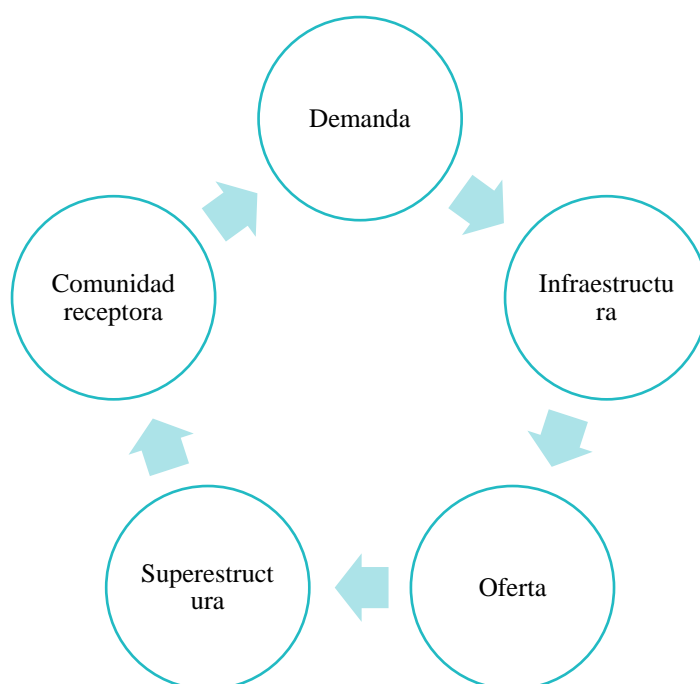 Demanda
Infraestructu
ra
Oferta
Superestruct
ura
Comunidad
receptora